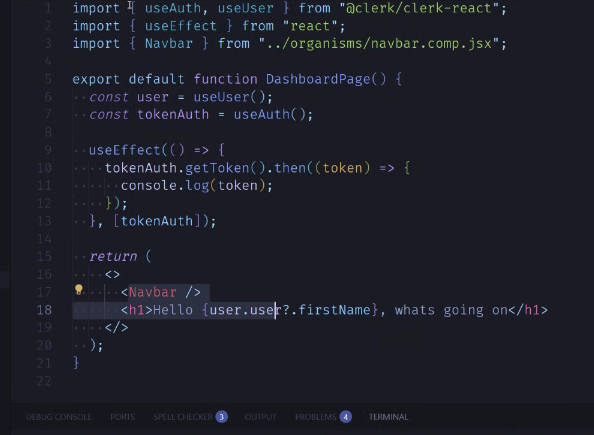 1 import { useAuth, useUser } from "@clerk/clerk-react";
2 import { useEffect } from "react";
3 import { Navbar } from "../organisms/navbar.comp.jsx";
4
5 export default function DashboardPage() {
6 const user = useUser();
7 const tokenAuth = useAuth();
8
9 useEffect(() => {
10 tokenAuth.getToken().then((token) => {
11 console.log(token);
12 });
13 }, [tokenAuth]);
14
15 return (
16 <>
17 <Navbar />
18 <h1>Hello {user.user?.firstName}, whats going on</h1>
19 </>
20 );
21 }
22
DEBUG CONSOLE PORTS SPELL CHECKER 3 OUTPUT PROBLEMS 4 TERMINAL